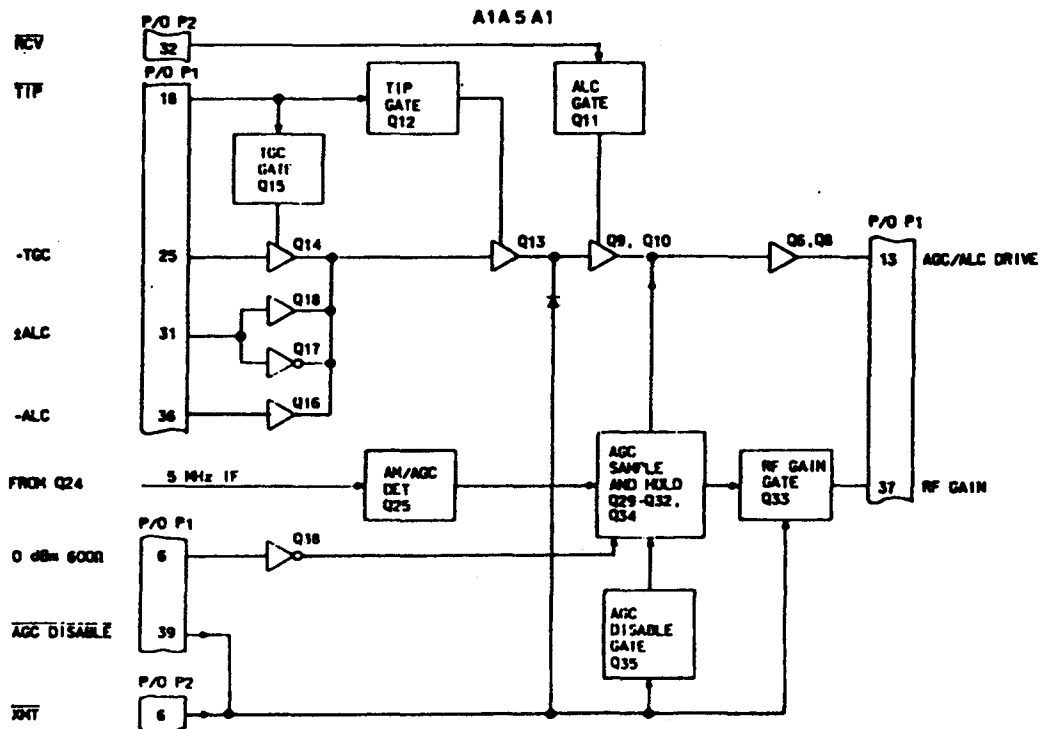 A1A5A1
P/O P2
RCV
32
P/O P1
TIP
18
TIP
GATE
Q12
ALC
GATE
Q11
TGC
GATE
Q15
P/O P1
-TGC
25
Q14
Q13
Q9, Q10
Q6,Q8
13
AGC/ALC DRIVE
Q18
±ALC
31
Q17
Q16
-ALC
36
AGC
SAMPLE
AND HOLD
Q29-Q32,
Q34
RF GAIN
GATE
Q33
AM/AGC
DET
Q25
FROM Q24
5 MHz IF
37
RF GAIN
P/O P1
Q18
0 dBm 600Ω
6
AGC DISABLE
39
AGC
DISABLE
GATE
Q35
P/O P2
XMT
6